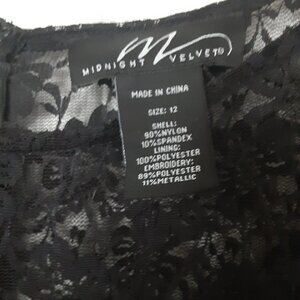 MIDNIGHT VELVET®
MADE IN CHINA
SIZE: 12
SHELL:
90%NYLON
10%SPANDEX
LINING:
100%POLYESTER
EMBROIDERY:
89%POLYESTER
11%METALLIC